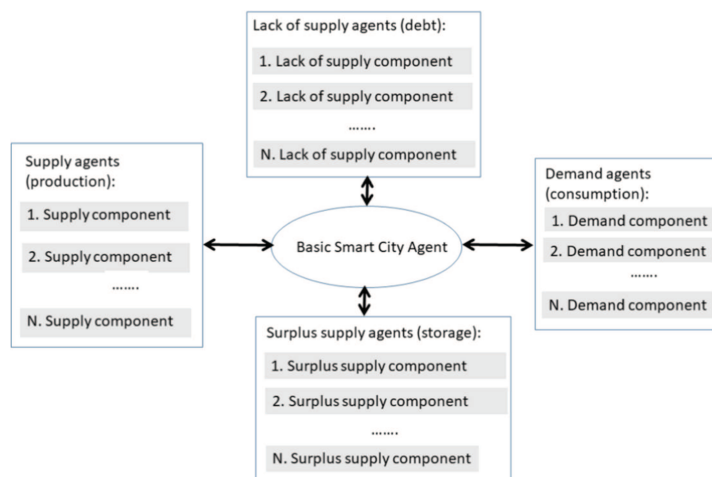 Lack of supply agents (debt):
1. Lack of supply component
2. Lack of supply component
.......
N. Lack of supply component
Supply agents
(production):
1. Supply component
2. Supply component
.......
N. Supply component
Basic Smart City Agent
Demand agents
(consumption):
1. Demand component
2. Demand component
.......
N. Demand component
Surplus supply agents (storage):
1. Surplus supply component
2. Surplus supply component
.......
N. Surplus supply component